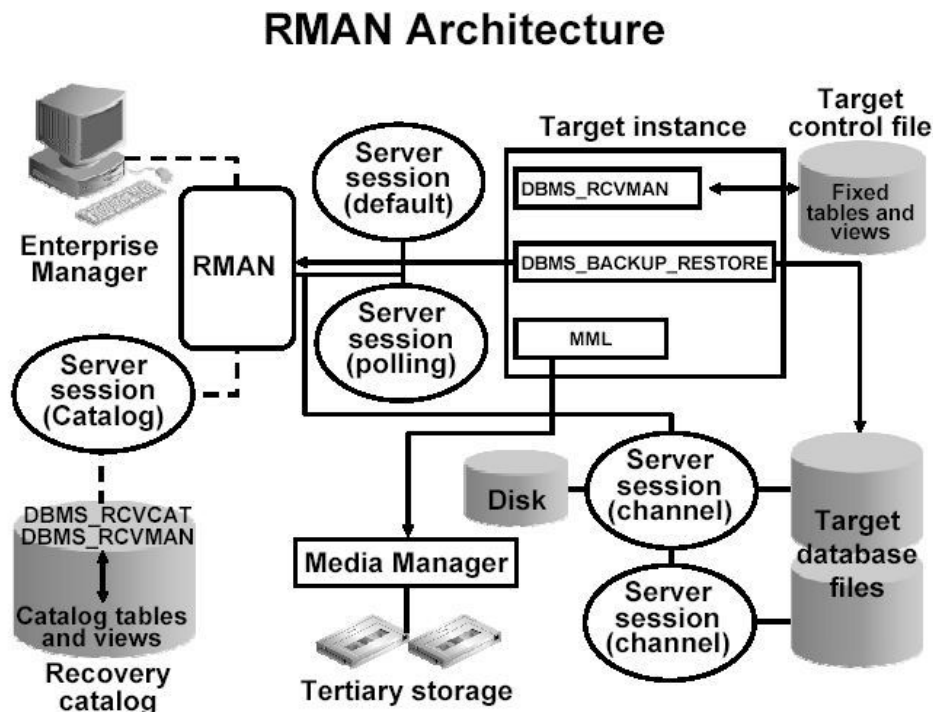 RMAN Architecture
Enterprise
Manager
RMAN
Server
session
(default)
Server
session
(polling)
Target instance
DBMS_RCVMAN
DBMS_BACKUP_RESTORE
MML
Target
control file
Fixed
tables and
views
Server
session
(Catalog)
DBMS_RCVCAT
DBMS_RCVMAN
Catalog tables
and views
Recovery
catalog
Media Manager
Tertiary storage
Disk
Server
session
(channel)
Server
session
(channel)
Target
database
files